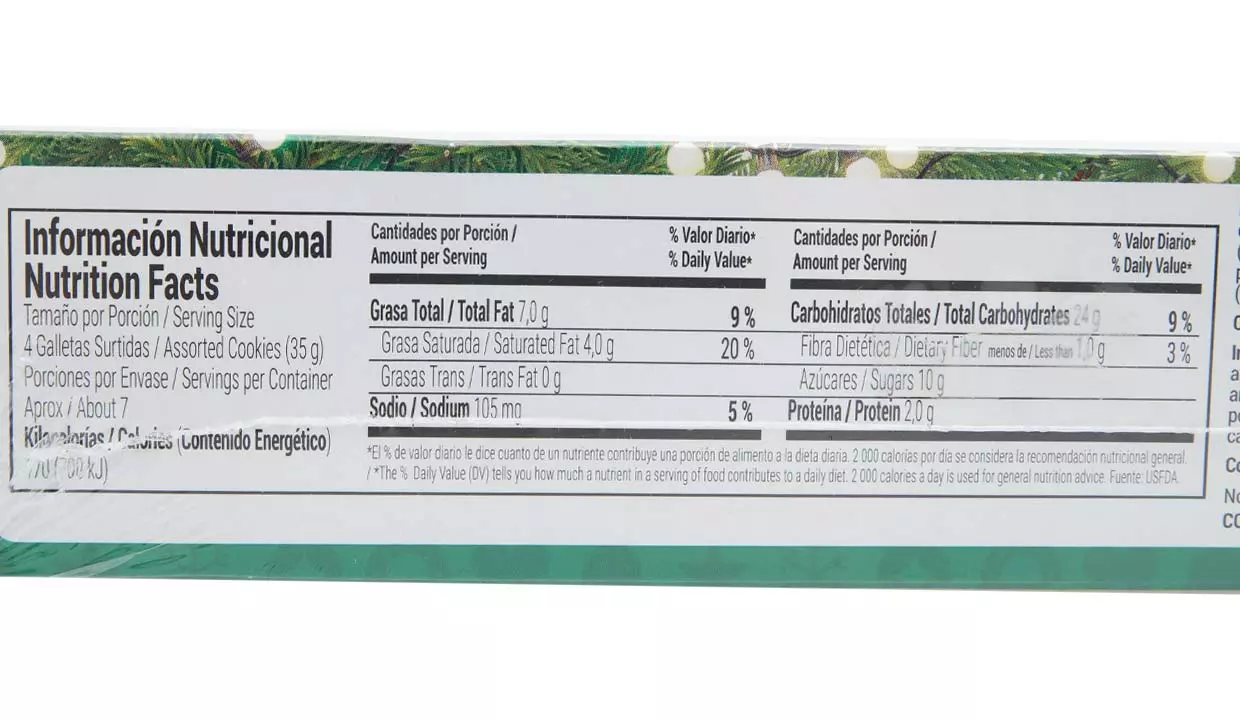 Información Nutricional
Nutrition Facts
Tamaño por Porción / Serving Size
4 Galletas Surtidas / Assorted Cookies (35 g)
Porciones por Envase / Servings per Container
Aprox / About 7
Kilocalorías / Calories (Contenido Energético)
170 (700 kJ)
Cantidades por Porción / % Valor Diario*
Amount per Serving % Daily Value*
Grasa Total / Total Fat 7,0 g 9 %
Grasa Saturada / Saturated Fat 4,0 g 20 %
Grasas Trans / Trans Fat 0 g
Sodio / Sodium 105 mg 5 %
Cantidades por Porción / % Valor Diario*
Amount per Serving % Daily Value*
Carbohidratos Totales / Total Carbohydrates 24 g 9 %
Fibra Dietética / Dietary Fiber menos de / Less than 1,0 g 3 %
Azúcares / Sugars 10 g
Proteína / Protein 2,0 g
*El % de valor diario le dice cuanto de un nutriente contribuye una porción de alimento a la dieta diaria. 2 000 calorías por día se considera la recomendación nutricional general.
/ *The % Daily Value (DV) tells you how much a nutrient in a serving of food contributes to a daily diet. 2 000 calories a day is used for general nutrition advice. Fuente: USFDA.